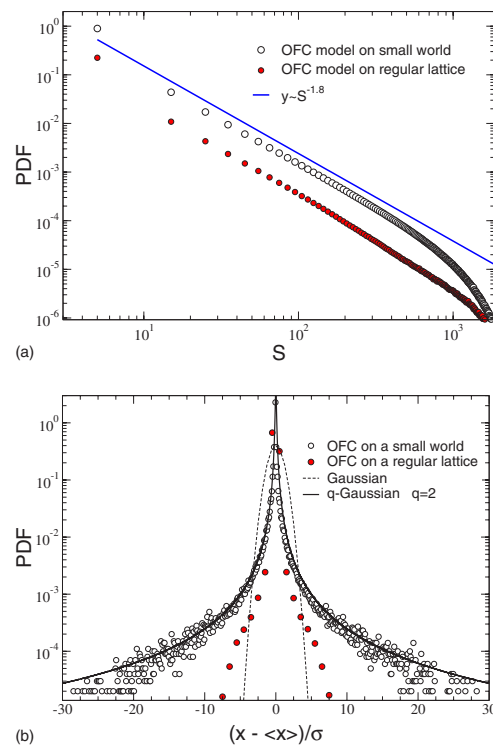 10^1
10^0
10^-1
10^-2
10^-3
10^-4
10^-5
10^-6
PDF
OFC model on small world
OFC model on regular lattice
y~S^-1.8
10^1 10^2 10^3
(a) S
10^0
10^-1
10^-2
10^-3
10^-4
PDF
OFC on a small world
OFC on a regular lattice
Gaussian
q-Gaussian q=2
-30 -20 -10 0 10 20 30
(b) (x - <x>)/σ